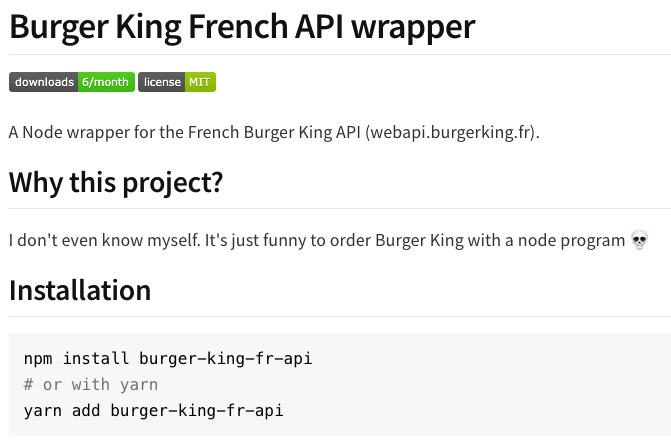 Burger King French API wrapper
downloads 6/month license MIT
A Node wrapper for the French Burger King API (webapi.burgerking.fr).
Why this project?
I don't even know myself. It's just funny to order Burger King with a node program 💀
Installation
npm install burger-king-fr-api
# or with yarn
yarn add burger-king-fr-api